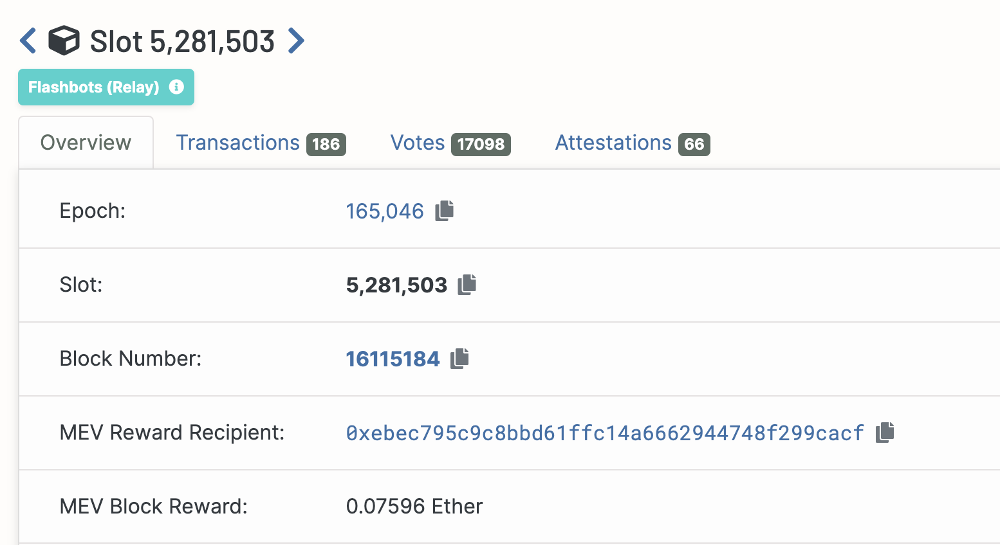 Slot 5,281,503
Flashbots (Relay)
Overview Transactions 186 Votes 17098 Attestations 66
Epoch: 165,046
Slot: 5,281,503
Block Number: 16115184
MEV Reward Recipient: 0xebec795c9c8bbd61ffc14a6662944748f299cacf
MEV Block Reward: 0.07596 Ether